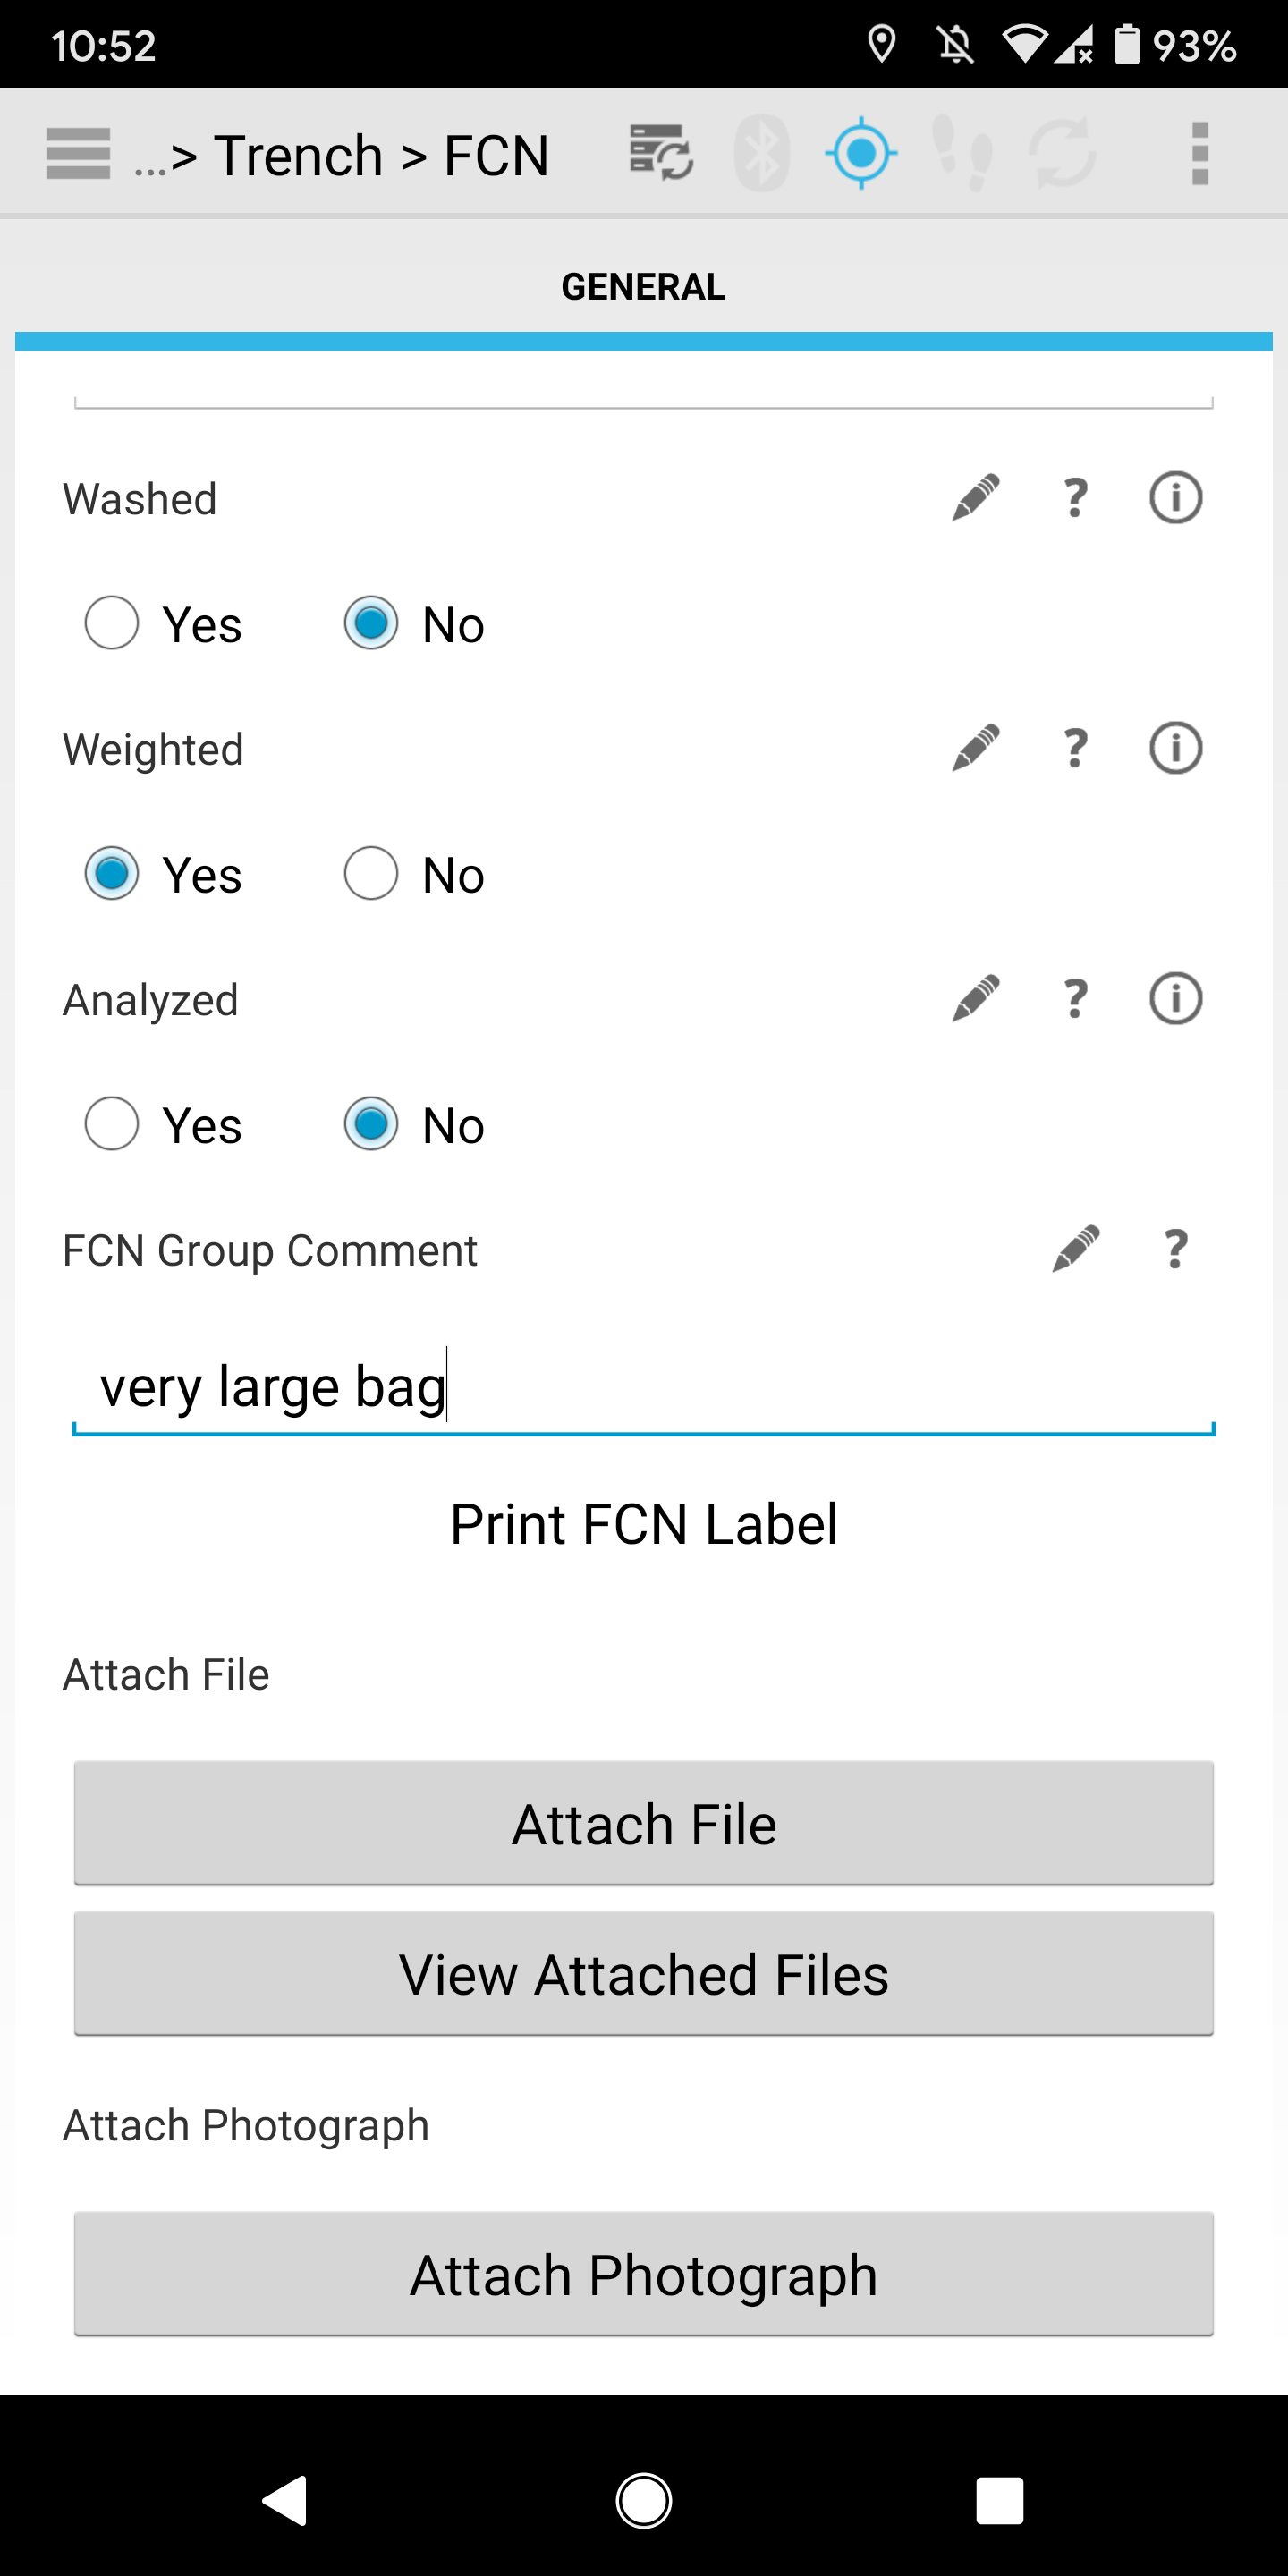 10:52 93%
...> Trench > FCN
GENERAL
Washed ?
Yes No
Weighted ?
Yes No
Analyzed ?
Yes No
FCN Group Comment ?
very large bag
Print FCN Label
Attach File
Attach File
View Attached Files
Attach Photograph
Attach Photograph